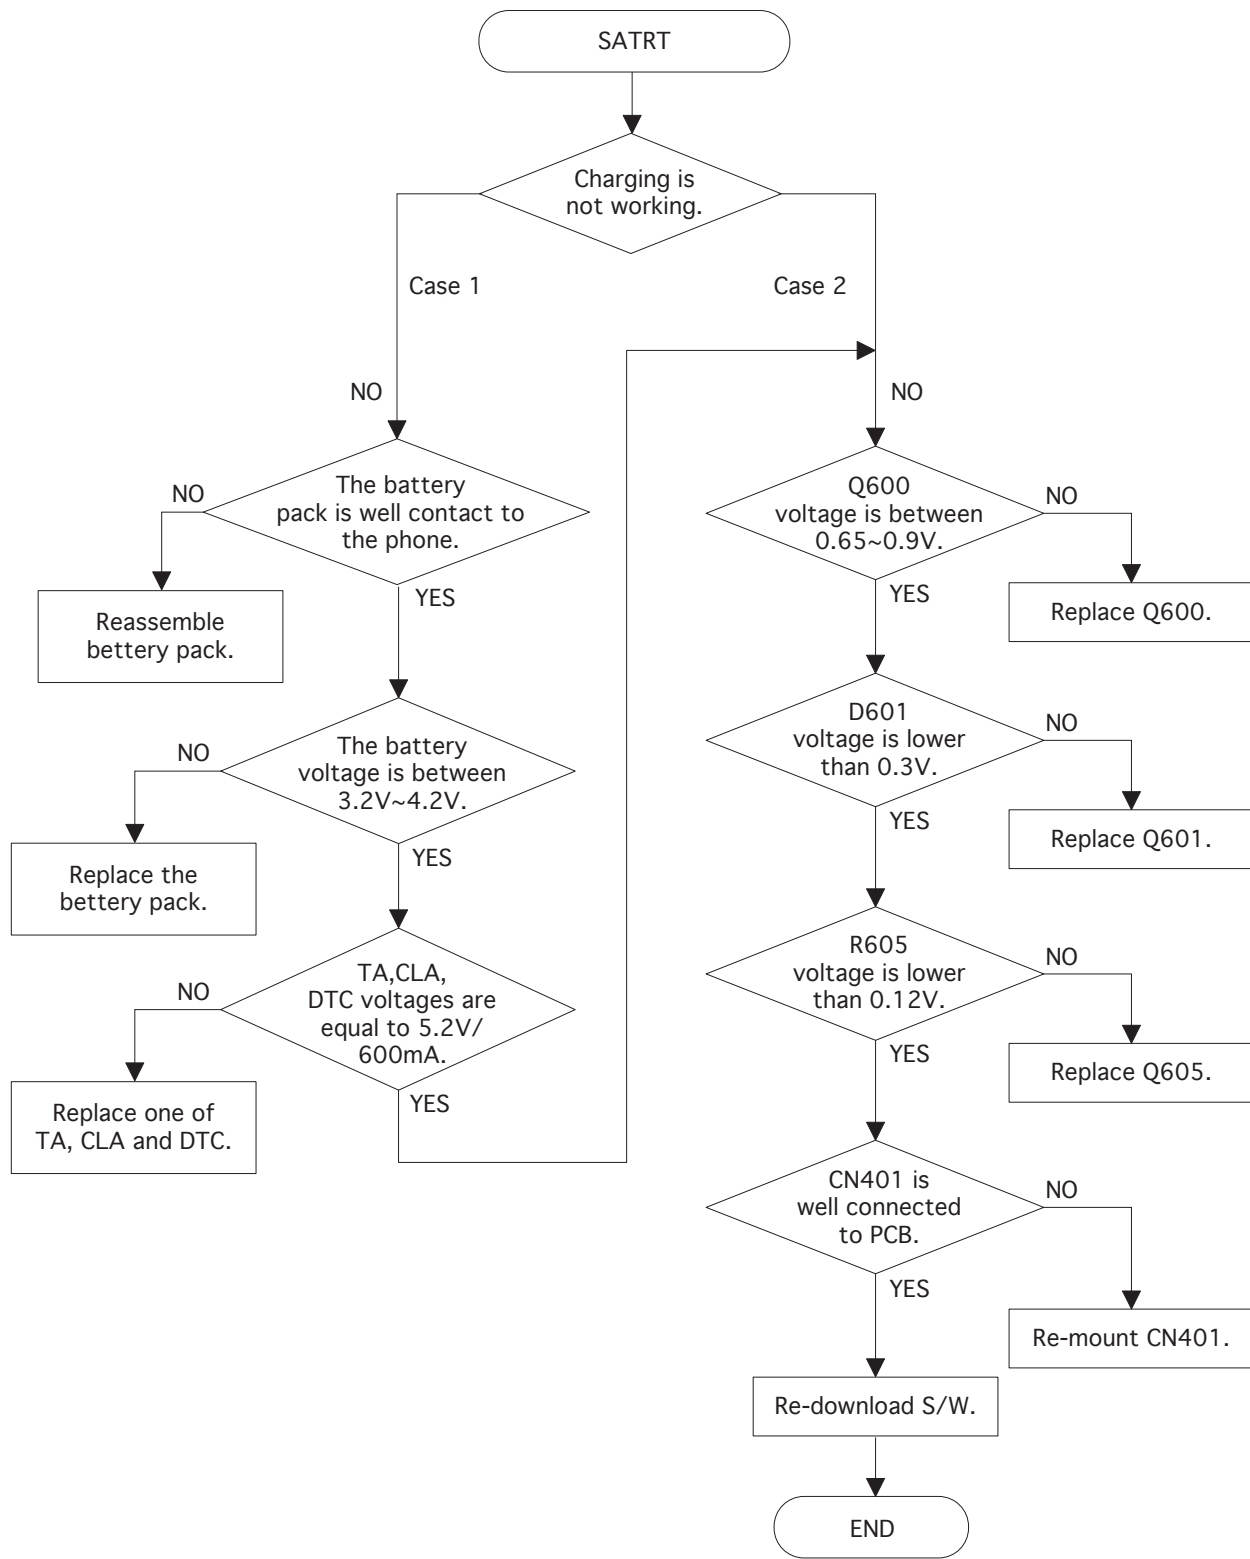 SATRT
Charging is
not working.
Case 1
Case 2
NO
NO
The battery
pack is well contact to
the phone.
NO
YES
Reassemble
bettery pack.
The battery
voltage is between
3.2V~4.2V.
NO
YES
Replace the
bettery pack.
TA,CLA,
DTC voltages are
equal to 5.2V/
600mA.
NO
YES
Replace one of
TA, CLA and DTC.
Q600
voltage is between
0.65~0.9V.
NO
YES
Replace Q600.
D601
voltage is lower
than 0.3V.
NO
YES
Replace Q601.
R605
voltage is lower
than 0.12V.
NO
YES
Replace Q605.
CN401 is
well connected
to PCB.
NO
YES
Re-mount CN401.
Re-download S/W.
END